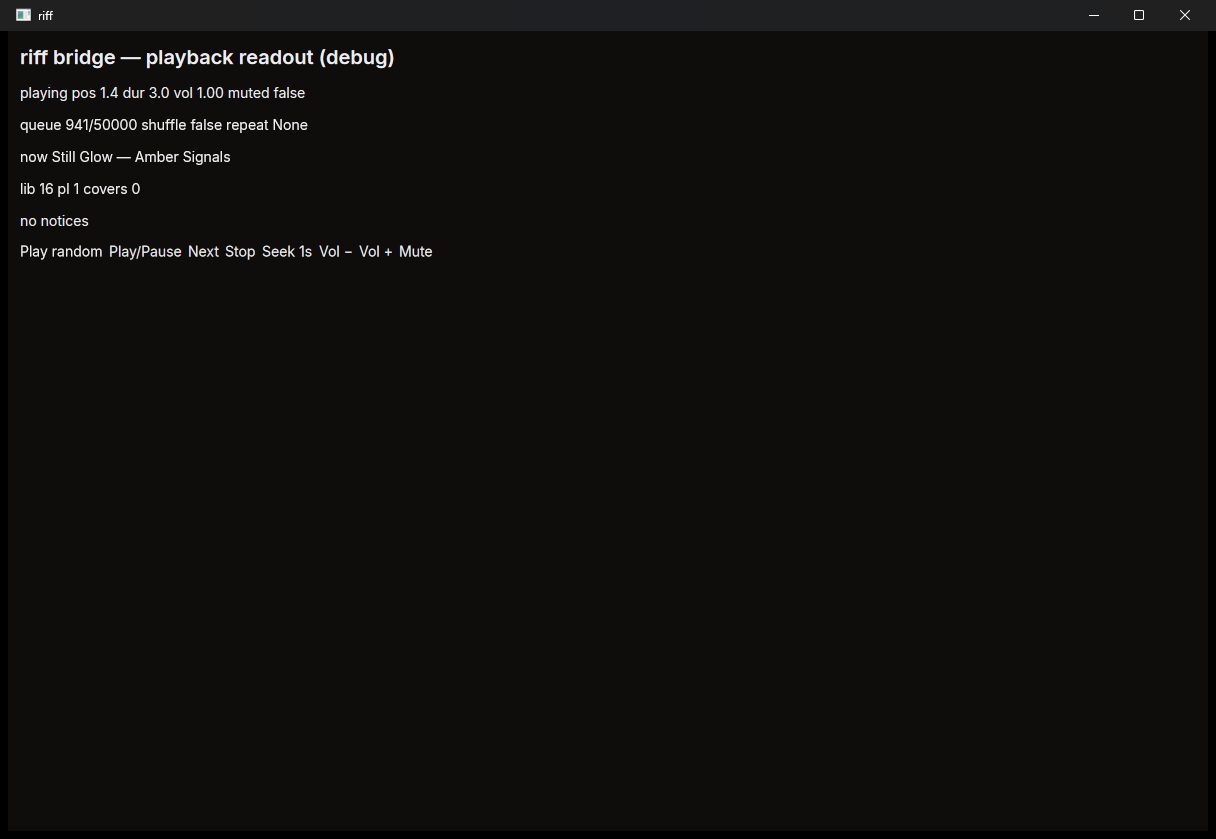 riff
riff bridge — playback readout (debug)
playing pos 1.4 dur 3.0 vol 1.00 muted false
queue 941/50000 shuffle false repeat None
now Still Glow — Amber Signals
lib 16 pl 1 covers 0
no notices
Play random Play/Pause Next Stop Seek 1s Vol − Vol + Mute